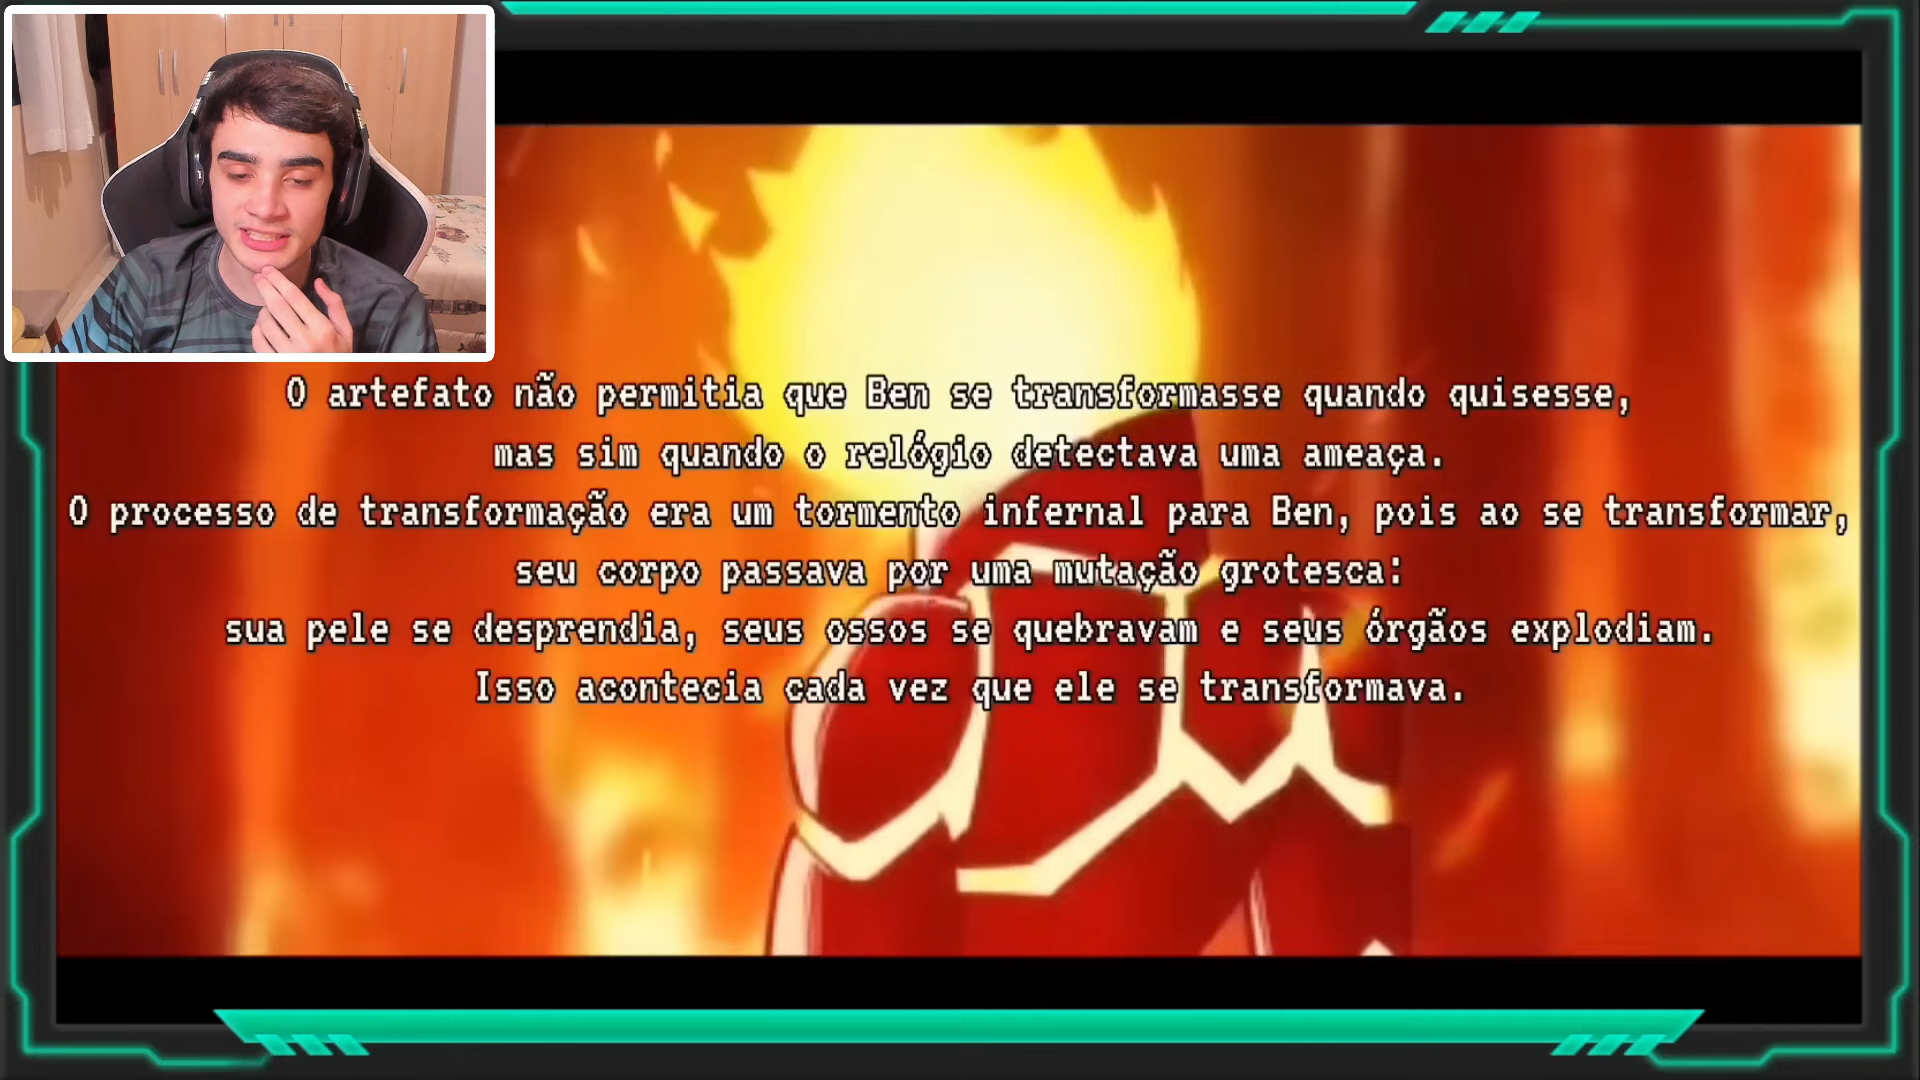 O artefato não permitia que Ben se transformasse quando quisesse,
mas sim quando o relógio detectava uma ameaça.
O processo de transformação era um tormento infernal para Ben, pois ao se transformar,
seu corpo passava por uma mutação grotesca:
sua pele se desprendia, seus ossos se quebravam e seus órgãos explodiam.
Isso acontecia cada vez que ele se transformava.